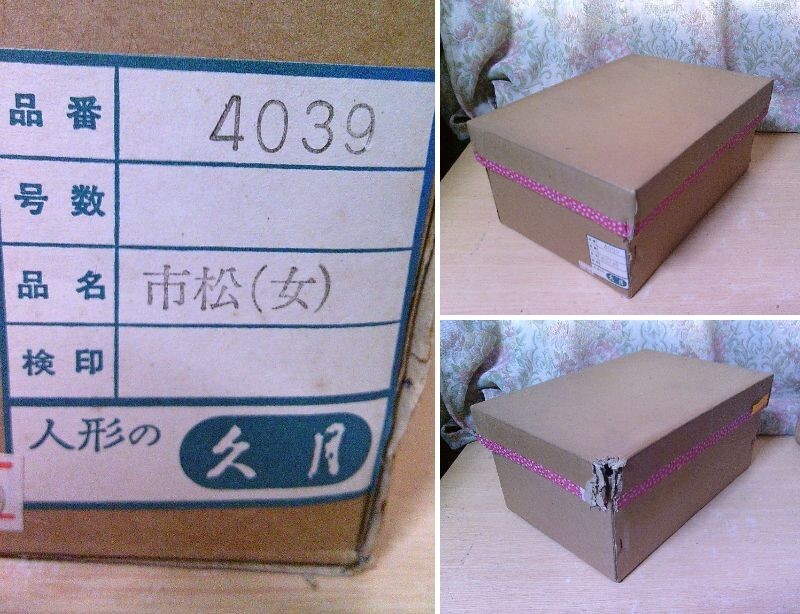 品番 4039
号数
品名 市松(女)
検印
人形の 久月